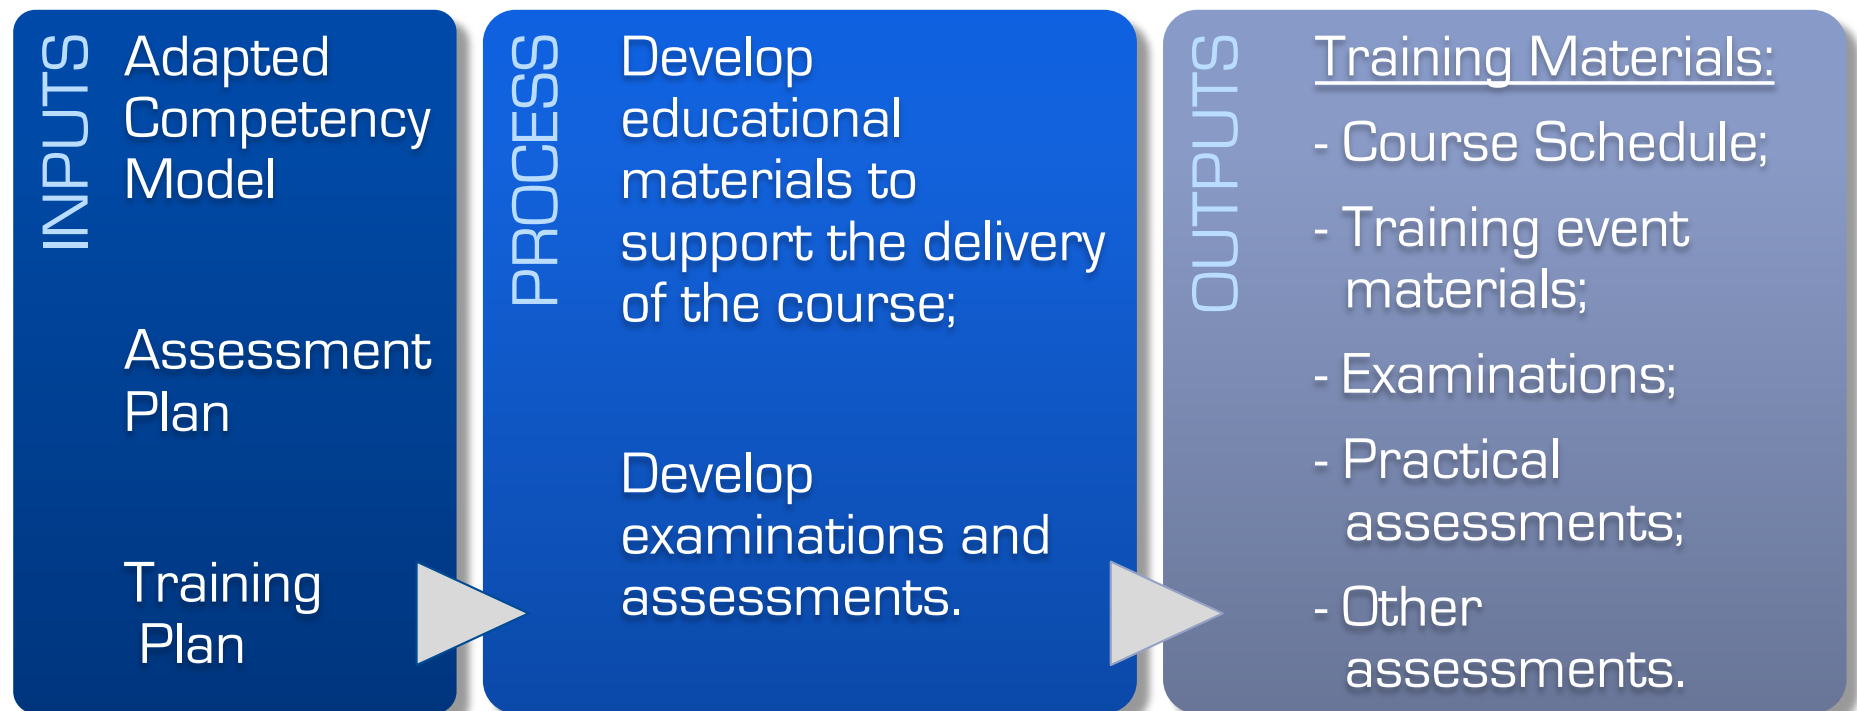 INPUTS
Adapted
Competency
Model
Assessment
Plan
Training
Plan
PROCESS
Develop
educational
materials to
support the delivery
of the course;
Develop
examinations and
assessments.
OUTPUTS
Training Materials:
- Course Schedule;
- Training event
materials;
- Examinations;
- Practical
assessments;
- Other
assessments.